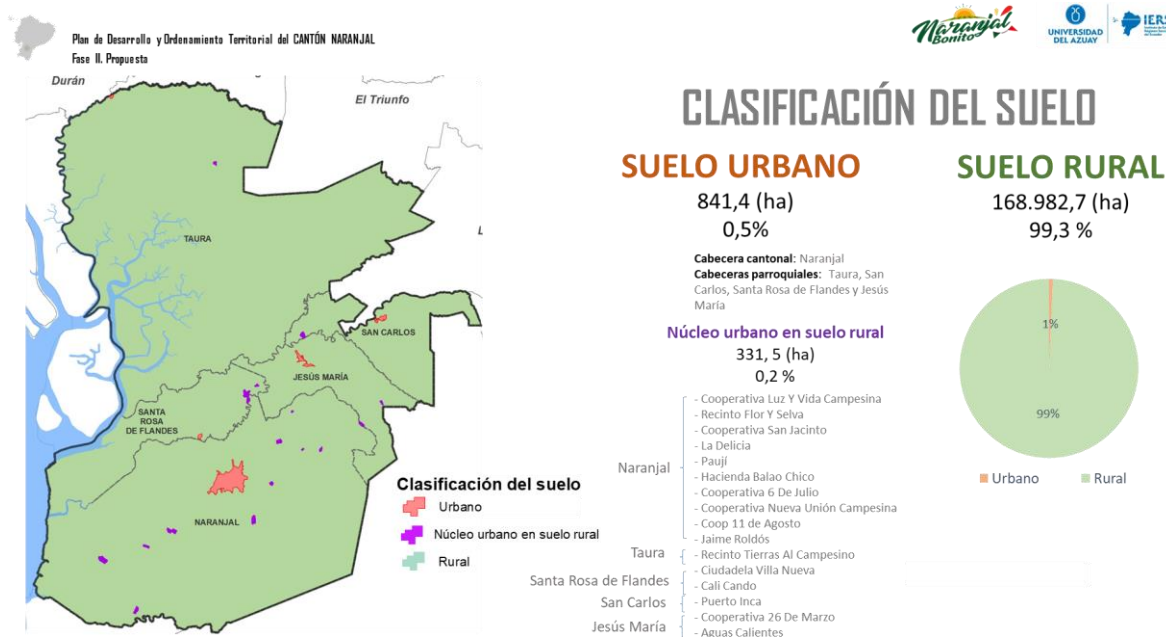 Plan de Desarrollo y Ordenamiento Territorial del CANTÓN NARANJAL
Fase II. Propuesta
Naranjal
Bonito
UNIVERSIDAD
DEL AZUAY
Durán
El Triunfo
TAURA
SAN CARLOS
JESÚS MARÍA
SANTA
ROSA
DE FLANDES
NARANJAL
Clasificación del suelo
Urbano
Núcleo urbano en suelo rural
Rural
CLASIFICACIÓN DEL SUELO
SUELO URBANO
841,4 (ha)
0,5%
Cabecera cantonal: Naranjal
Cabeceras parroquiales: Taura, San
Carlos, Santa Rosa de Flandes y Jesús
María
Núcleo urbano en suelo rural
331, 5 (ha)
0,2 %
Naranjal
- Cooperativa Luz Y Vida Campesina
- Recinto Flor Y Selva
- Cooperativa San Jacinto
- La Delicia
- Paují
- Hacienda Balao Chico
- Cooperativa 6 De Julio
- Cooperativa Nueva Unión Campesina
- Coop 11 de Agosto
- Jaime Roldós
Taura
- Recinto Tierras Al Campesino
Santa Rosa de Flandes
- Ciudadela Villa Nueva
- Cali Cando
San Carlos
- Puerto Inca
Jesús María
- Cooperativa 26 De Marzo
- Aguas Calientes
SUELO RURAL
168.982,7 (ha)
99,3 %
1%
99%
Urbano
Rural